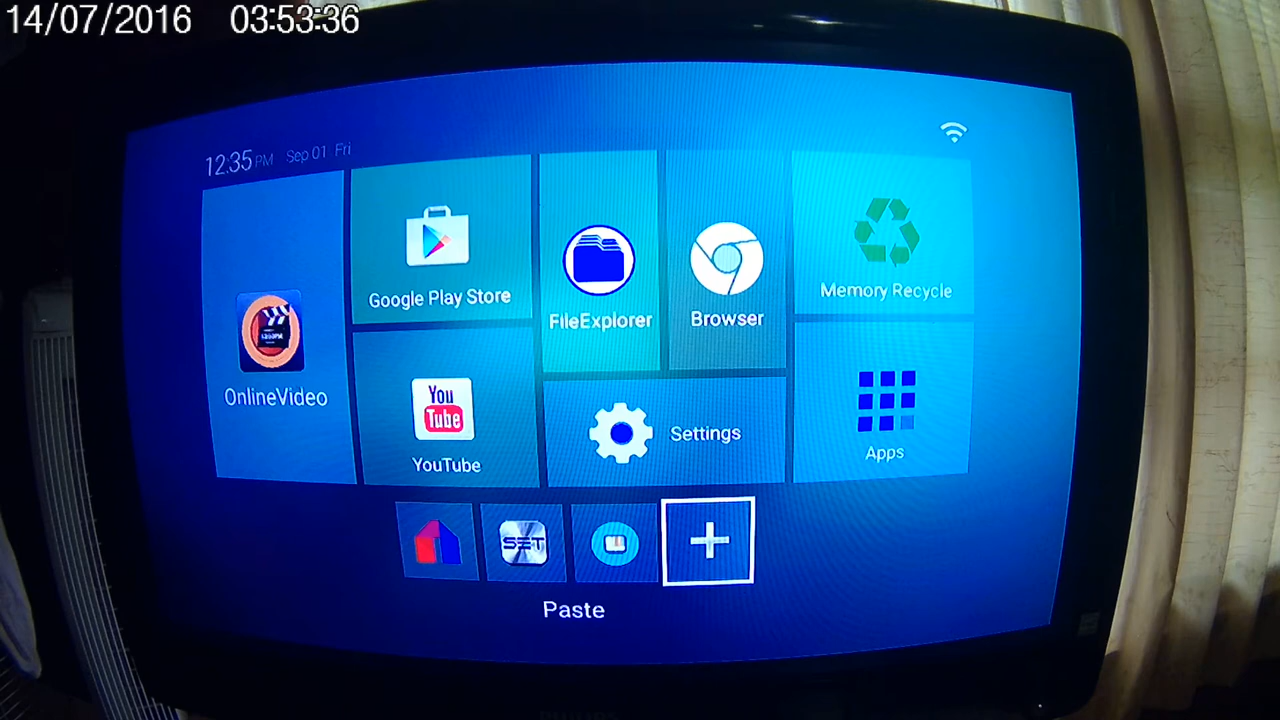 14/07/2016 03:53:36
12:35 PM Sep 01 Fri
OnlineVideo
Google Play Store
FileExplorer
Browser
Memory Recycle
You
Tube
YouTube
Settings
Apps
SET
Paste